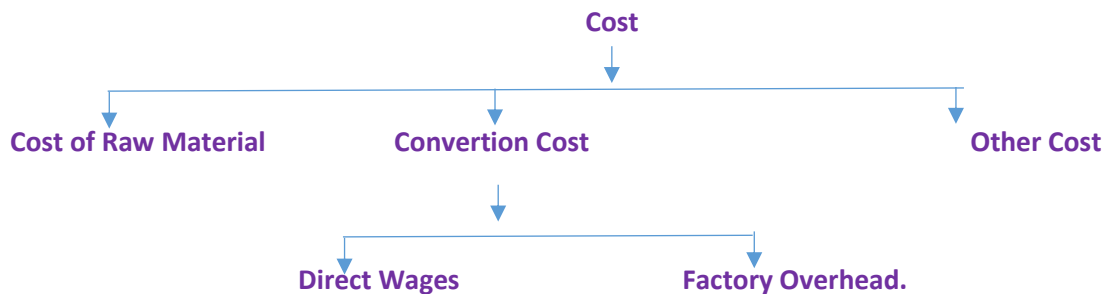 Cost
Cost of Raw Material Convertion Cost Other Cost
Direct Wages Factory Overhead.